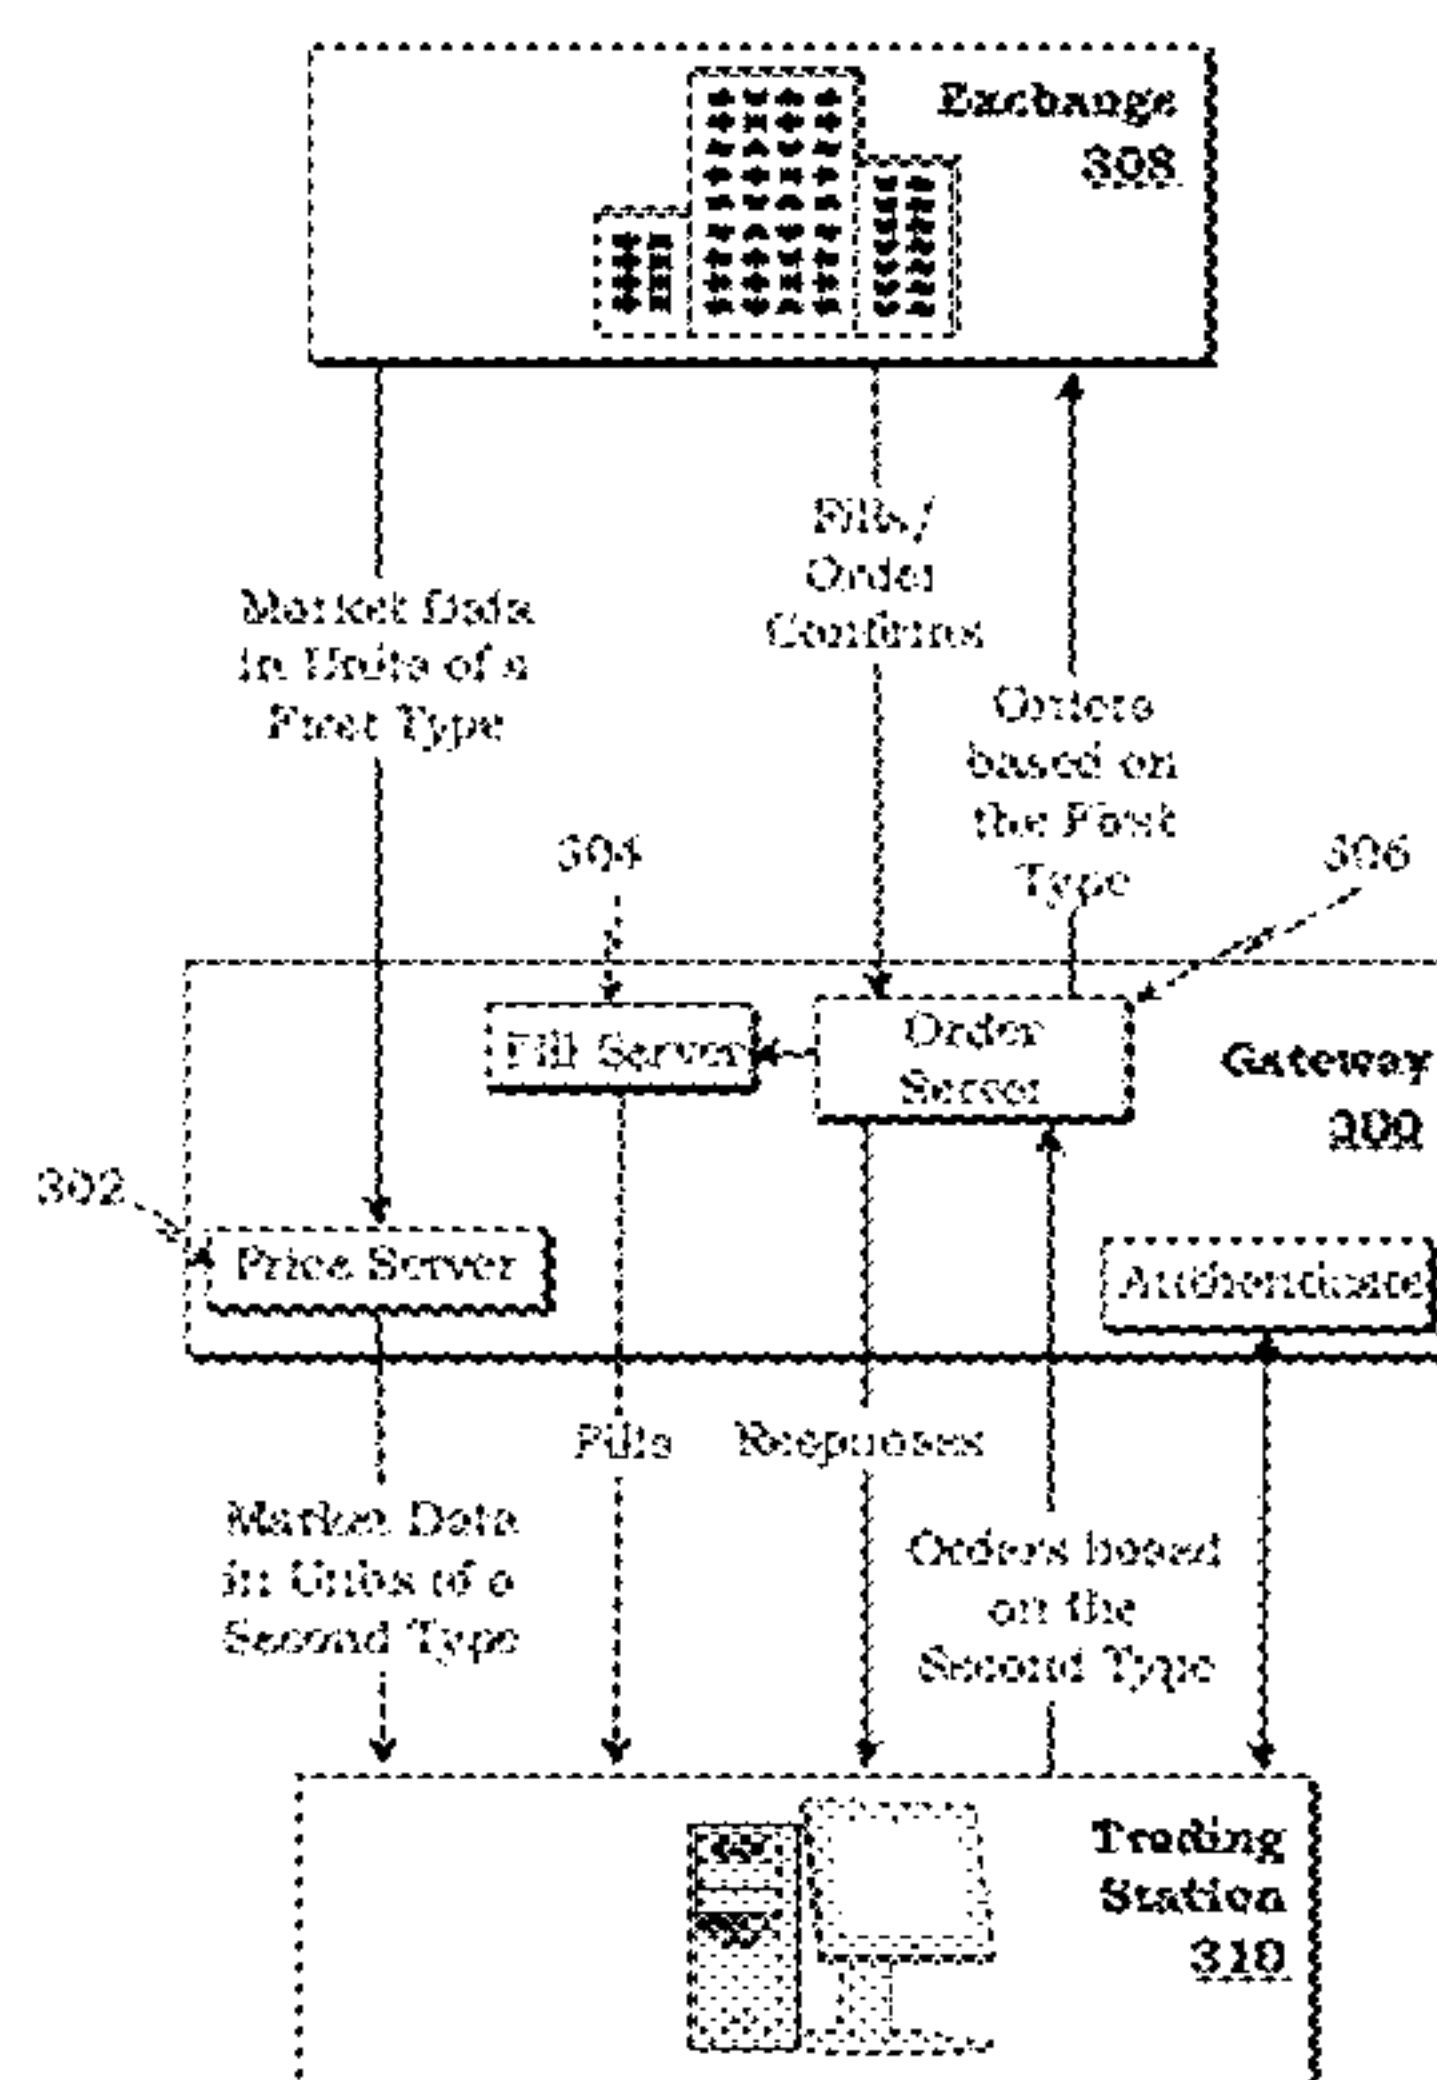 Exchange
308
Market Data
in Units of a
First Type
Fills/
Order
Confirms
Orders
based on
the First
Type
304
306
Fill Server
Order
Server
Gateway
300
302
Price Server
Authenticate
Fills
Responses
Market Data
in Units of a
Second Type
Orders based
on the
Second Type
Trading
Station
310